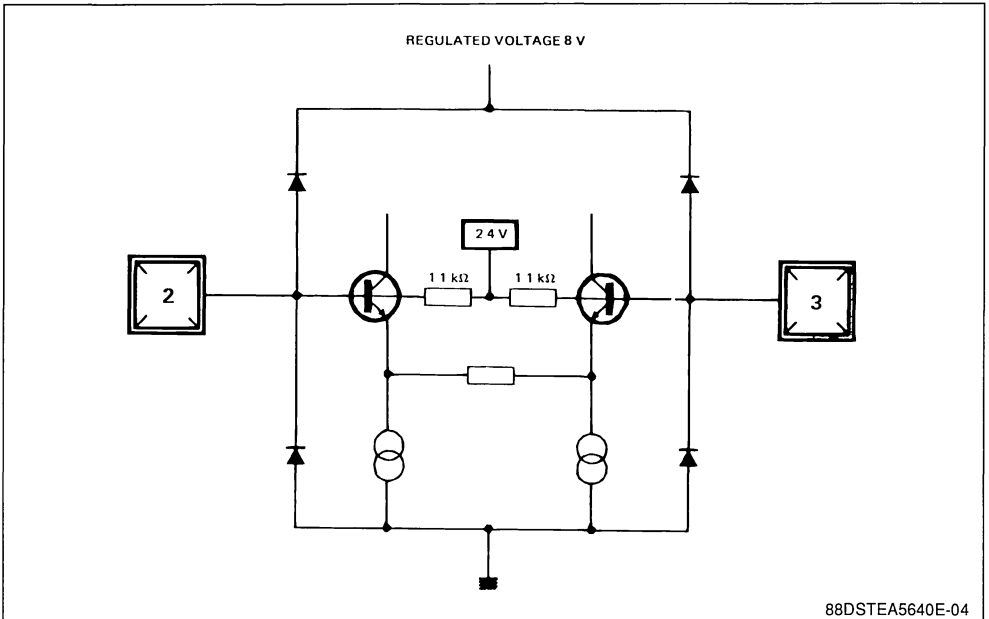 REGULATED VOLTAGE 8 V
2 4 V
1 1 kΩ 1 1 kΩ
2
3
88DSTEA5640E-04